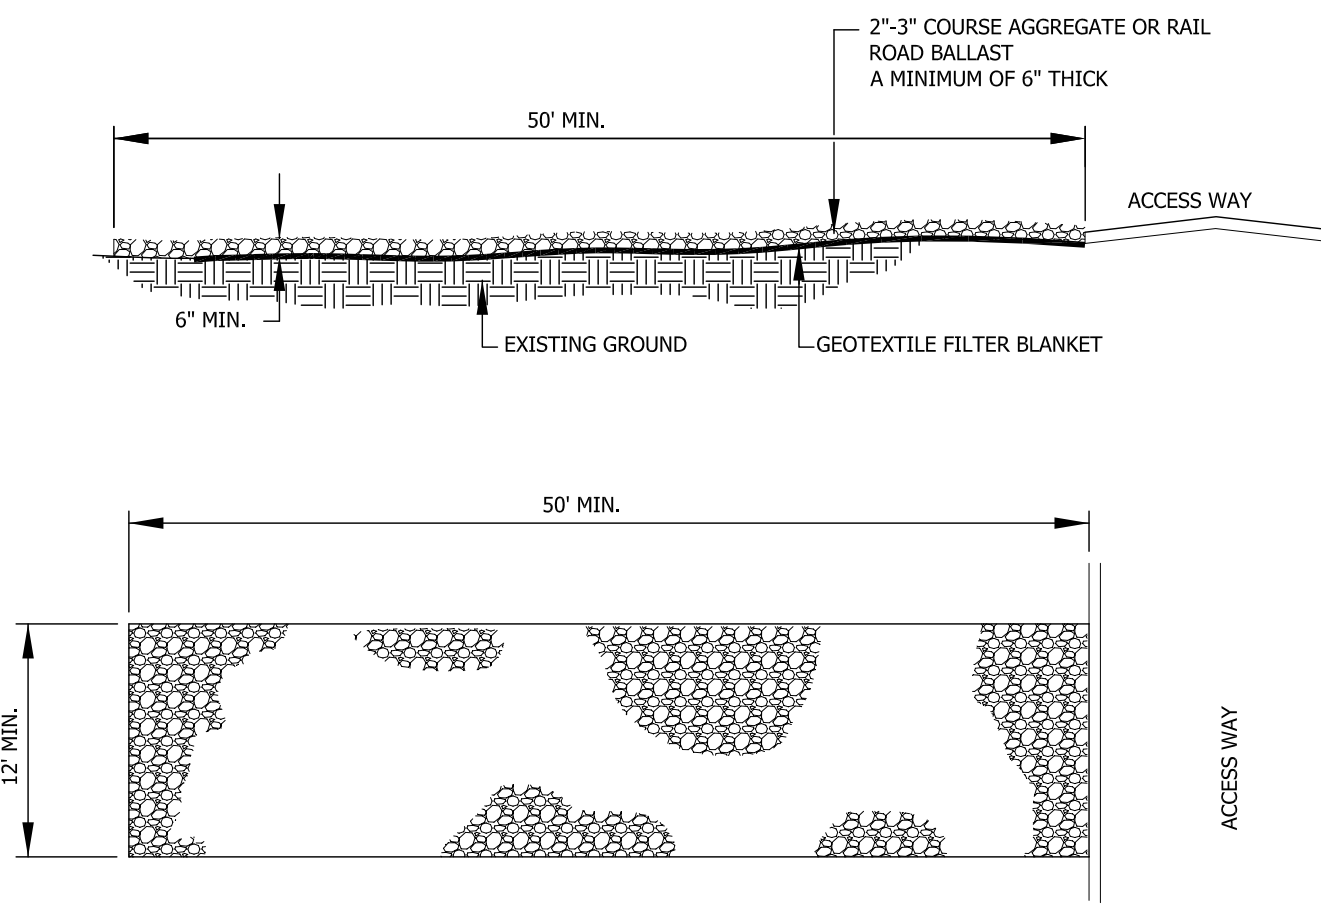 2"-3" COURSE AGGREGATE OR RAIL
ROAD BALLAST
A MINIMUM OF 6" THICK
50' MIN.
ACCESS WAY
6" MIN.
EXISTING GROUND
GEOTEXTILE FILTER BLANKET
50' MIN.
12' MIN.
ACCESS WAY